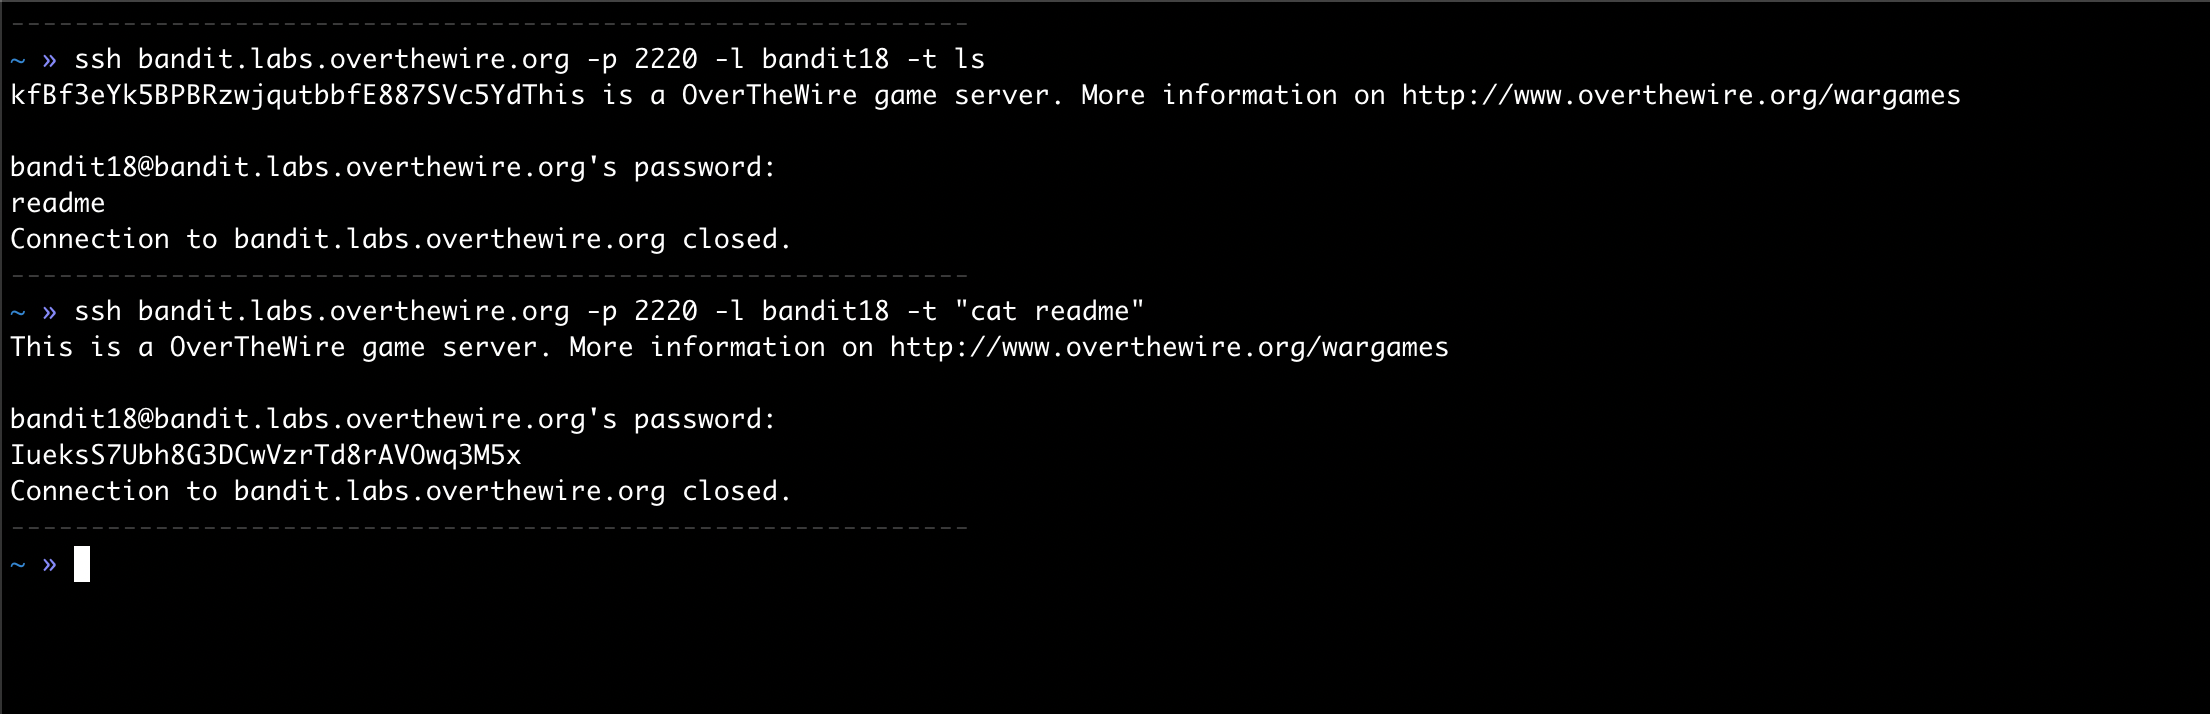 ------------------------------------------------------------
~ » ssh bandit.labs.overthewire.org -p 2220 -l bandit18 -t ls
kfBf3eYk5BPBRzwjqutbbfE887SVc5YdThis is a OverTheWire game server. More information on http://www.overthewire.org/wargames
bandit18@bandit.labs.overthewire.org's password:
readme
Connection to bandit.labs.overthewire.org closed.
------------------------------------------------------------
~ » ssh bandit.labs.overthewire.org -p 2220 -l bandit18 -t "cat readme"
This is a OverTheWire game server. More information on http://www.overthewire.org/wargames
bandit18@bandit.labs.overthewire.org's password:
IueksS7Ubh8G3DCwVzrTd8rAVOwq3M5x
Connection to bandit.labs.overthewire.org closed.
------------------------------------------------------------
~ »